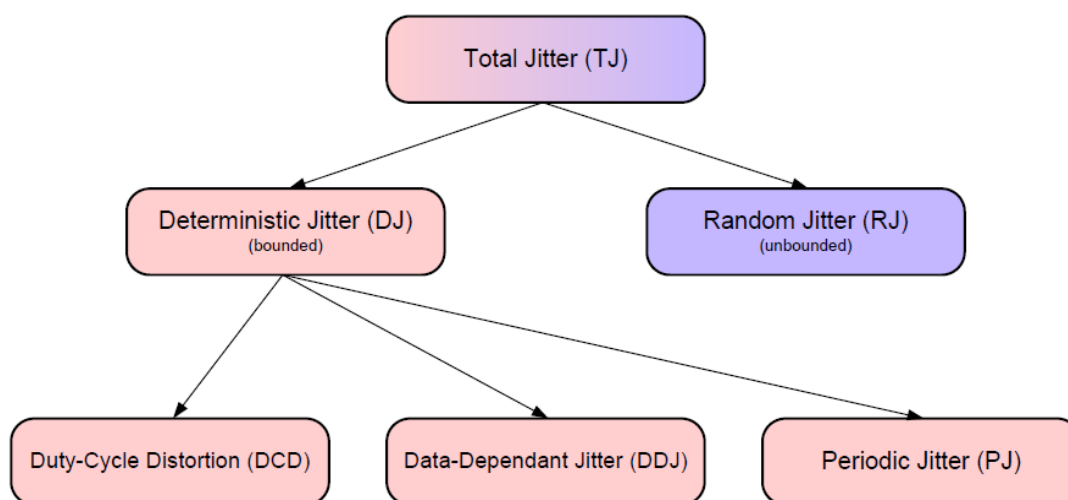 Total Jitter (TJ)
Deterministic Jitter (DJ)
(bounded)
Random Jitter (RJ)
(unbounded)
Duty-Cycle Distortion (DCD)
Data-Dependant Jitter (DDJ)
Periodic Jitter (PJ)